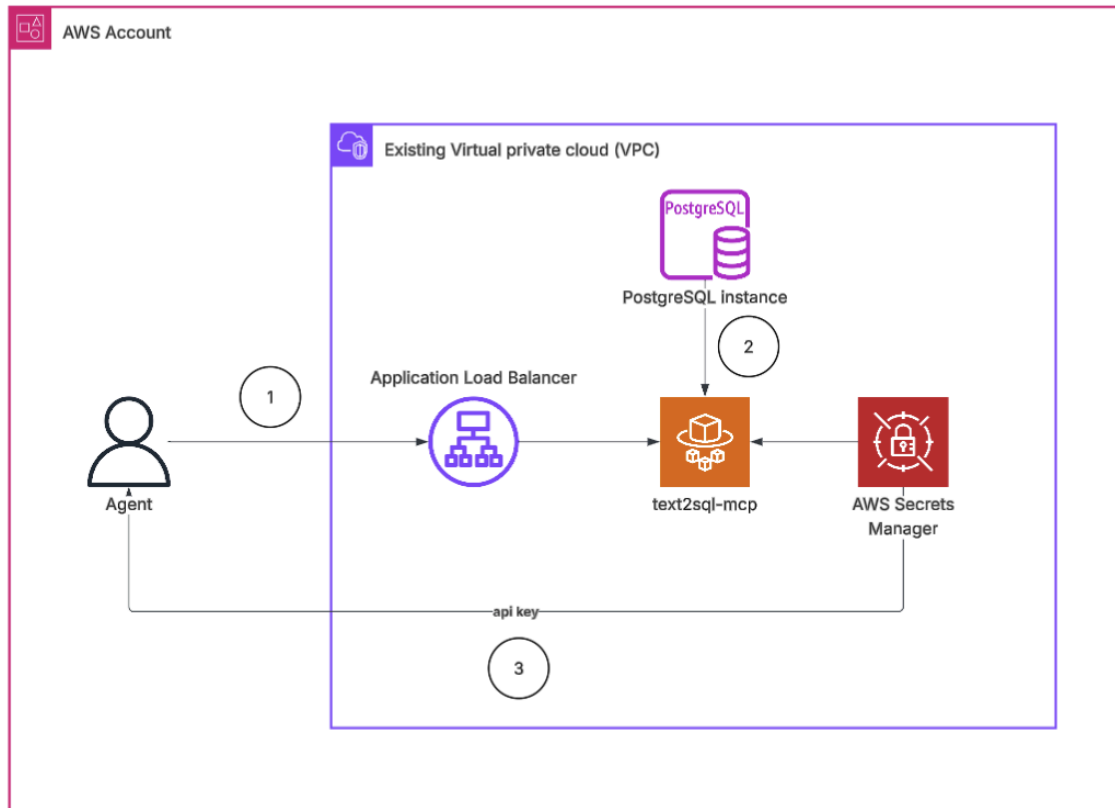 AWS Account
Existing Virtual private cloud (VPC)
PostgreSQL
PostgreSQL instance
2
Application Load Balancer
1
Agent
text2sql-mcp
AWS Secrets
Manager
api key
3